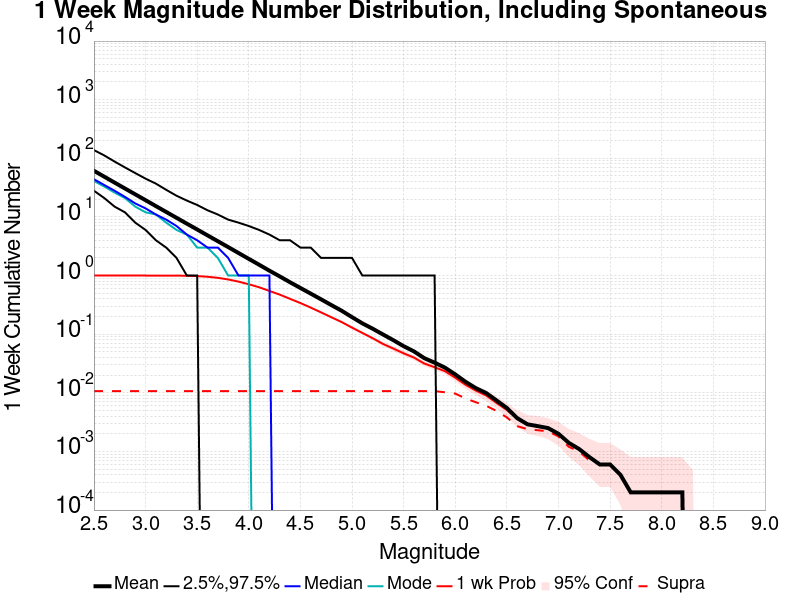 1 Week Magnitude Number Distribution, Including Spontaneous
1 Week Cumulative Number
10^4
10^3
10^2
10^1
10^0
10^-1
10^-2
10^-3
10^-4
2.5 3.0 3.5 4.0 4.5 5.0 5.5 6.0 6.5 7.0 7.5 8.0 8.5 9.0
Magnitude
Mean 2.5%,97.5% Median Mode 1 wk Prob 95% Conf Supra